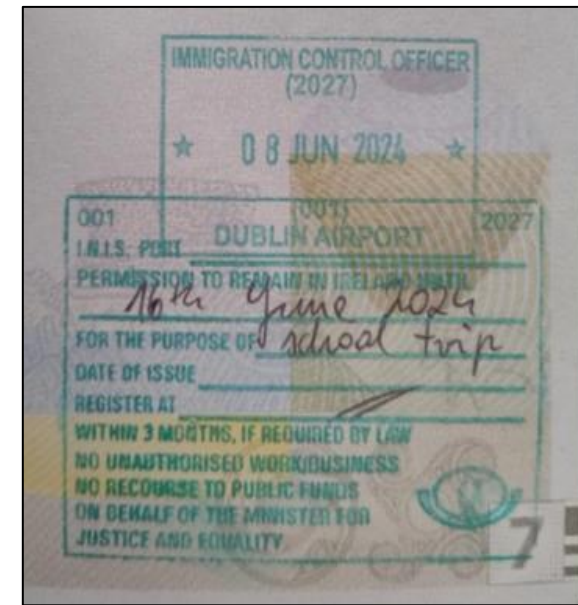 IMMIGRATION CONTROL OFFICER
(2027)
★ 08 JUN 2024 ★
(001)
DUBLIN AIRPORT
001 2027
I.N.I.S. PORT
PERMISSION TO REMAIN IN IRELAND UNTIL
16th June 2024
FOR THE PURPOSE OF school trip
DATE OF ISSUE
REGISTER AT
WITHIN 3 MONTHS, IF REQUIRED BY LAW
NO UNAUTHORISED WORK/BUSINESS
NO RECOURSE TO PUBLIC FUNDS
ON BEHALF OF THE MINISTER FOR
JUSTICE AND EQUALITY
7